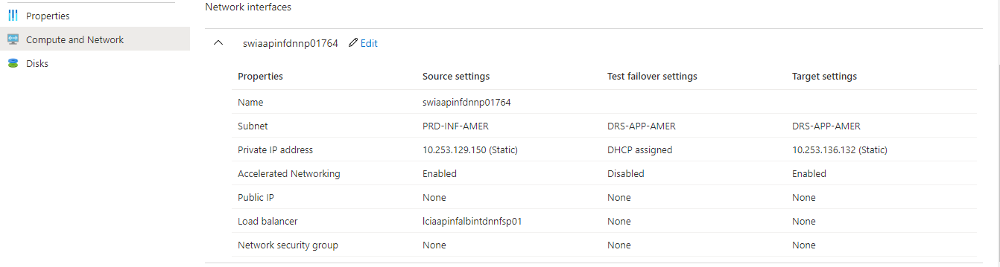 Network interfaces
Properties
Compute and Network
Disks
swiaapinfdnnp01764 Edit
Properties Source settings Test failover settings Target settings
Name swiaapinfdnnp01764
Subnet PRD-INF-AMER DRS-APP-AMER DRS-APP-AMER
Private IP address 10.253.129.150 (Static) DHCP assigned 10.253.136.132 (Static)
Accelerated Networking Enabled Disabled Enabled
Public IP None None None
Load balancer lciaapinfalbintdnnfsp01 None None
Network security group None None None